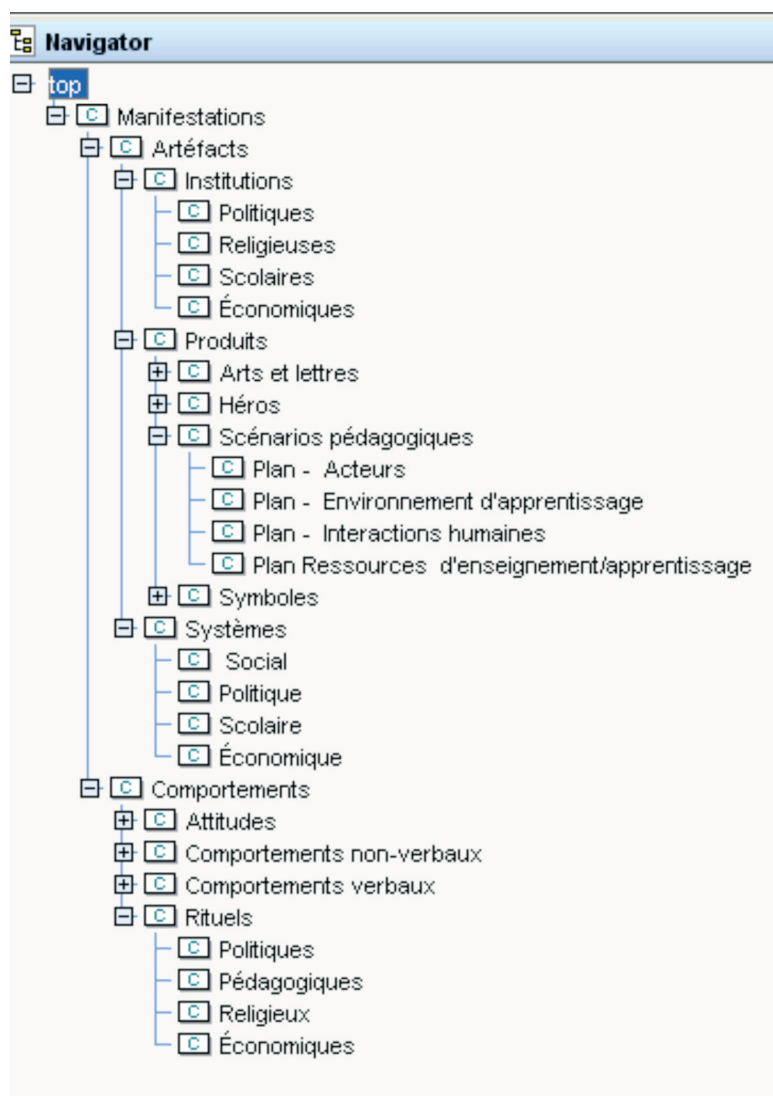 Navigator
top
C Manifestations
C Artéfacts
C Institutions
C Politiques
C Religieuses
C Scolaires
C Économiques
C Produits
C Arts et lettres
C Héros
C Scénarios pédagogiques
C Plan - Acteurs
C Plan - Environnement d'apprentissage
C Plan - Interactions humaines
C Plan Ressources d'enseignement/apprentissage
C Symboles
C Systèmes
C Social
C Politique
C Scolaire
C Économique
C Comportements
C Attitudes
C Comportements non-verbaux
C Comportements verbaux
C Rituels
C Politiques
C Pédagogiques
C Religieux
C Économiques